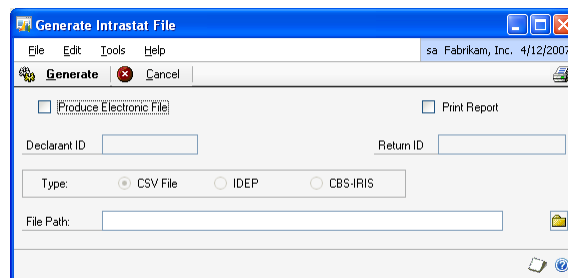 Generate Intrastat File
File Edit Tools Help sa Fabrikam, Inc. 4/12/2007
Generate Cancel
Produce Electronic File Print Report
Declarant ID Return ID
Type: CSV File IDEP CBS-IRIS
File Path: